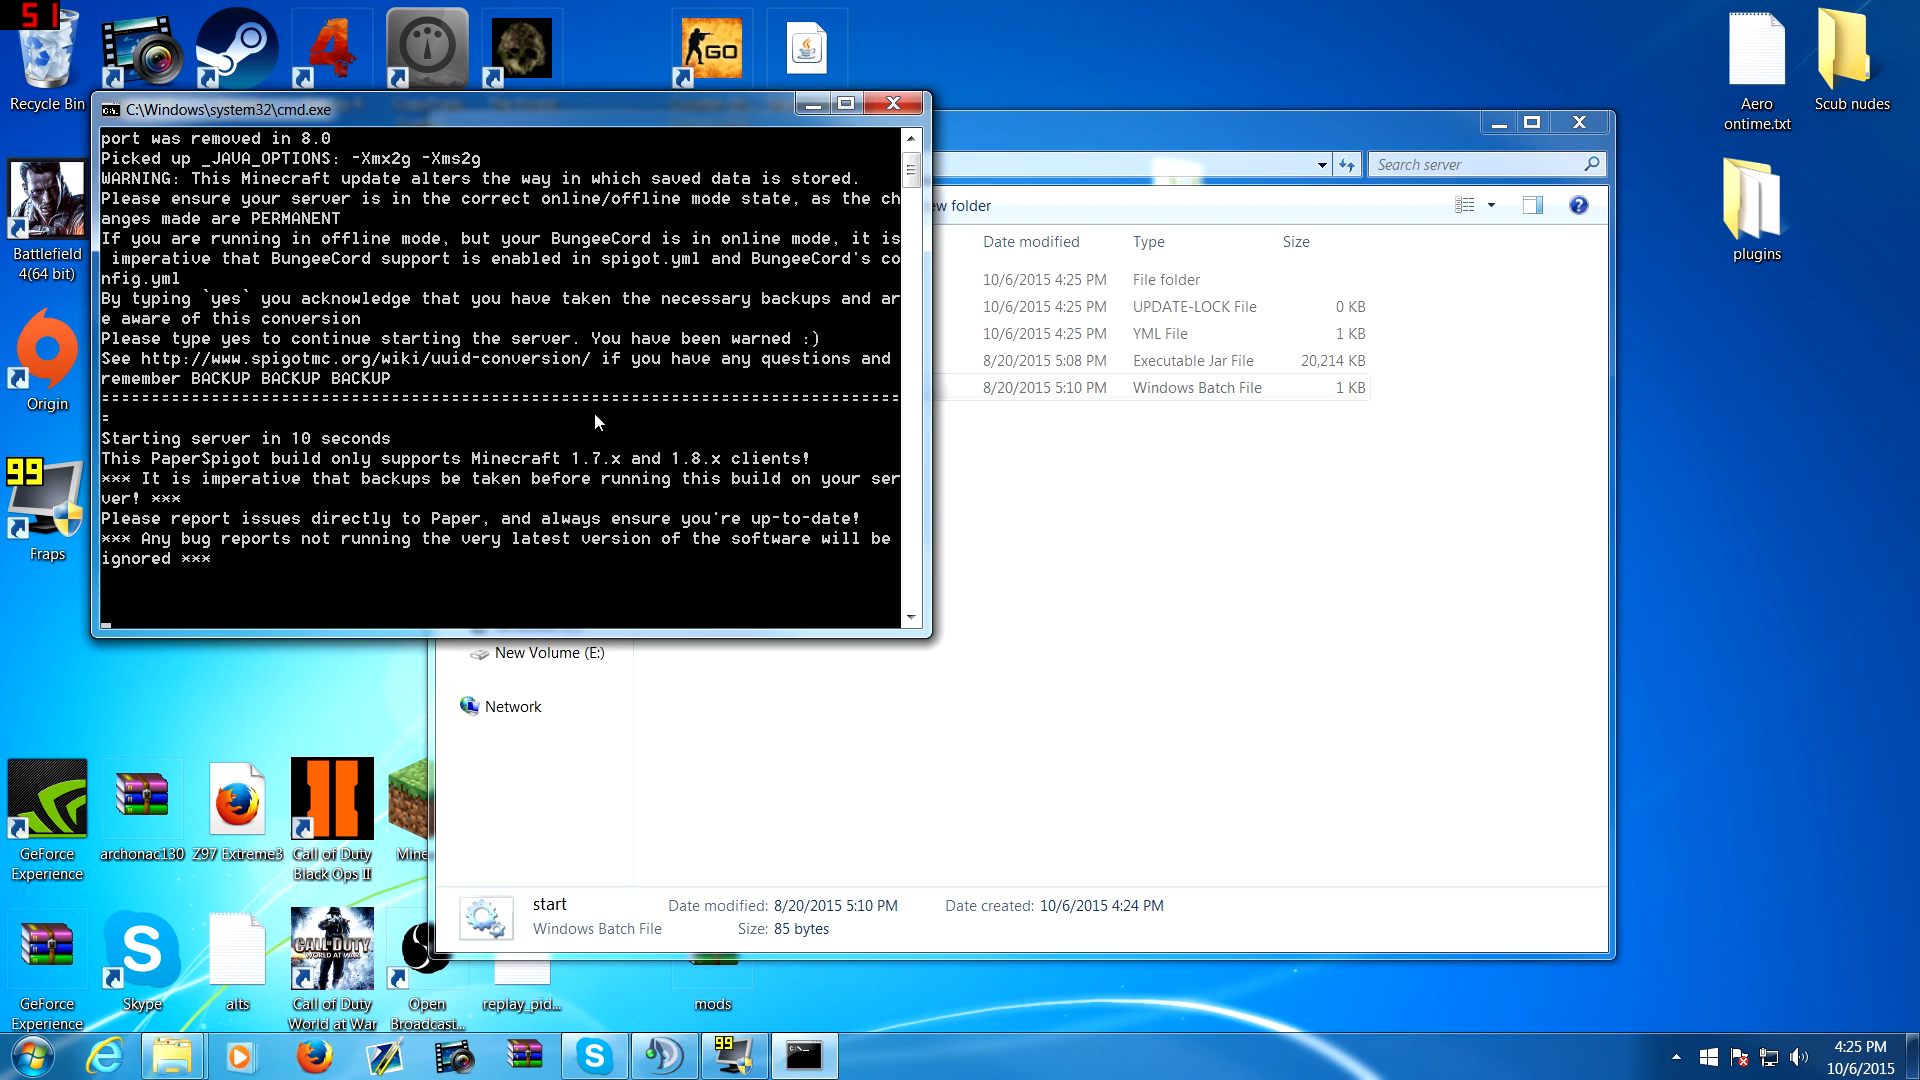 51
Recycle Bin
GO
Aero
ontime.txt
Scub nudes
C:\Windows\system32\cmd.exe
port was removed in 8.0
Picked up _JAVA_OPTIONS: -Xmx2g -Xms2g
WARNING: This Minecraft update alters the way in which saved data is stored.
Please ensure your server is in the correct online/offline mode state, as the ch
anges made are PERMANENT
If you are running in offline mode, but your BungeeCord is in online mode, it is
 imperative that BungeeCord support is enabled in spigot.yml and BungeeCord's co
nfig.yml
By typing `yes` you acknowledge that you have taken the necessary backups and ar
e aware of this conversion
Please type yes to continue starting the server. You have been warned :)
See http://www.spigotmc.org/wiki/uuid-conversion/ if you have any questions and
remember BACKUP BACKUP BACKUP
================================================================================
=
Starting server in 10 seconds
This PaperSpigot build only supports Minecraft 1.7.x and 1.8.x clients!
*** It is imperative that backups be taken before running this build on your ser
ver! ***
Please report issues directly to Paper, and always ensure you're up-to-date!
*** Any bug reports not running the very latest version of the software will be
ignored ***
Search server
ew folder
Date modified Type Size
10/6/2015 4:25 PM File folder
10/6/2015 4:25 PM UPDATE-LOCK File 0 KB
10/6/2015 4:25 PM YML File 1 KB
8/20/2015 5:08 PM Executable Jar File 20,214 KB
8/20/2015 5:10 PM Windows Batch File 1 KB
New Volume (E:)
Network
start Date modified: 8/20/2015 5:10 PM Date created: 10/6/2015 4:24 PM
Windows Batch File Size: 85 bytes
plugins
Battlefield
4(64 bit)
Origin
99
Fraps
GeForce
Experience
archonac130
Z97 Extreme3
Call of Duty
Black Ops II
Mine
GeForce
Experience
Skype
alts
CALL OF DUTY
WORLD AT WAR
Call of Duty
World at War
Open
Broadcast...
replay_pid...
mods
99
4:25 PM
10/6/2015